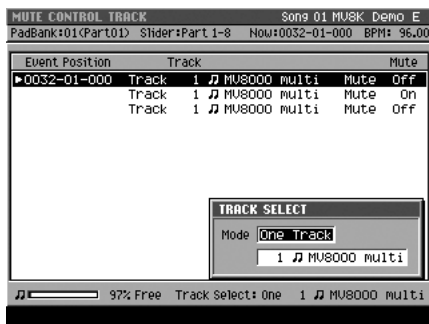 MUTE CONTROL TRACK Song 01 MV8K Demo E
PadBank:01(Part01) Slider:Part 1-8 Now:0032-01-000 BPM: 96.00
Event Position Track Mute
▶0032-01-000 Track 1 ♫ MV8000 multi Mute Off
Track 1 ♫ MV8000 multi Mute On
Track 1 ♫ MV8000 multi Mute Off
TRACK SELECT
Mode One Track
1 ♫ MV8000 multi
♫ 97% Free Track Select: One 1 ♫ MV8000 multi